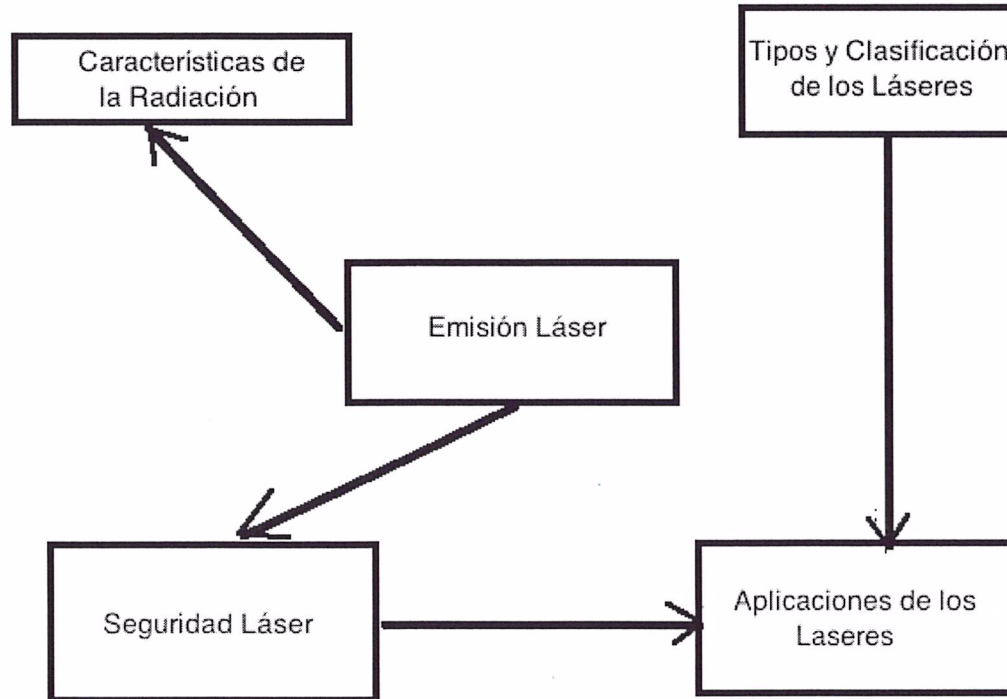 Características de
la Radiación
Tipos y Clasificación
de los Láseres
Emisión Láser
Seguridad Láser
Aplicaciones de los
Laseres